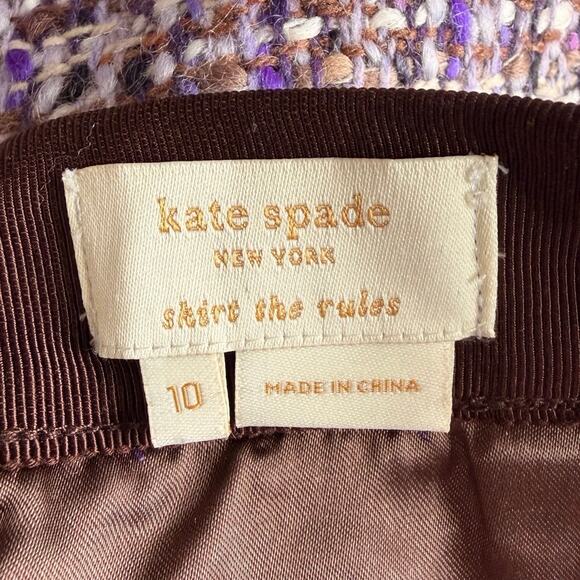 kate spade
NEW YORK
skirt the rules
10
MADE IN CHINA